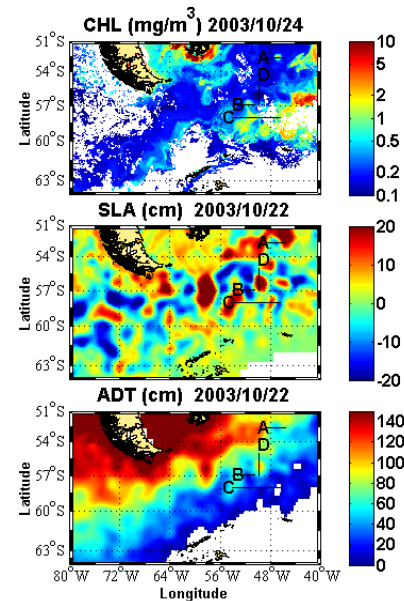 CHL (mg/m³) 2003/10/24
51°S
54°S
57°S
60°S
63°S
Latitude
A
D
B
C
10
5
2
1
0.5
0.2
0.1
SLA (cm) 2003/10/22
51°S
54°S
57°S
60°S
63°S
Latitude
A
D
B
C
20
10
0
-10
-20
ADT (cm) 2003/10/22
51°S
54°S
57°S
60°S
63°S
Latitude
A
D
B
C
140
120
100
80
60
40
20
0
80°W 72°W 64°W 56°W 48°W 40°W
Longitude